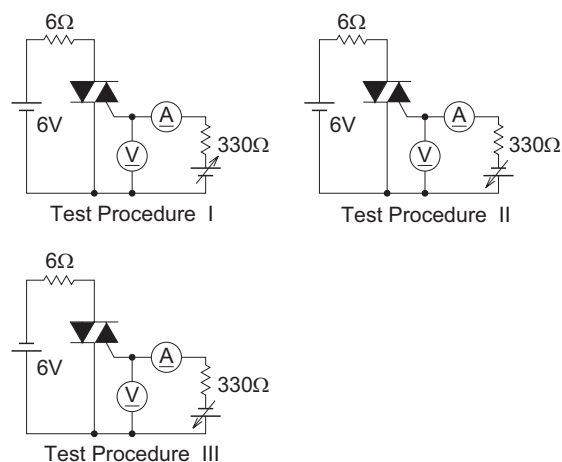 6Ω
6V
A
V
330Ω
Test Procedure I
6Ω
6V
A
V
330Ω
Test Procedure II
6Ω
6V
A
V
330Ω
Test Procedure III